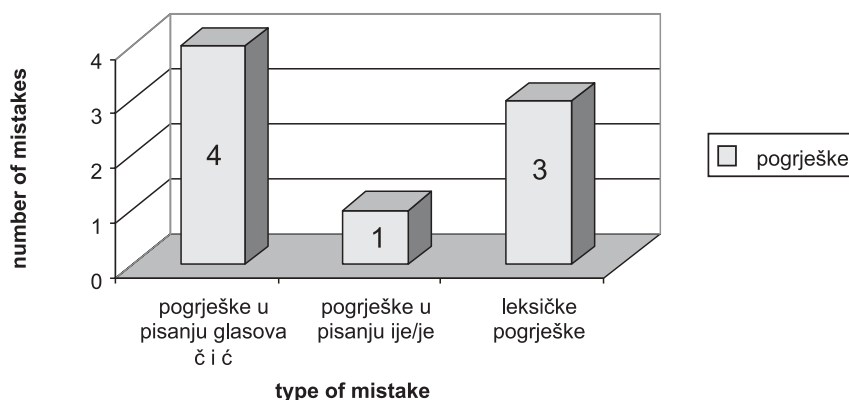 number of mistakes
4
3
2
1
0
4
1
3
pogrješke u
pisanju glasova
č i ć
pogrješke u
pisanju ije/je
leksičke
pogrješke
type of mistake
pogrješke